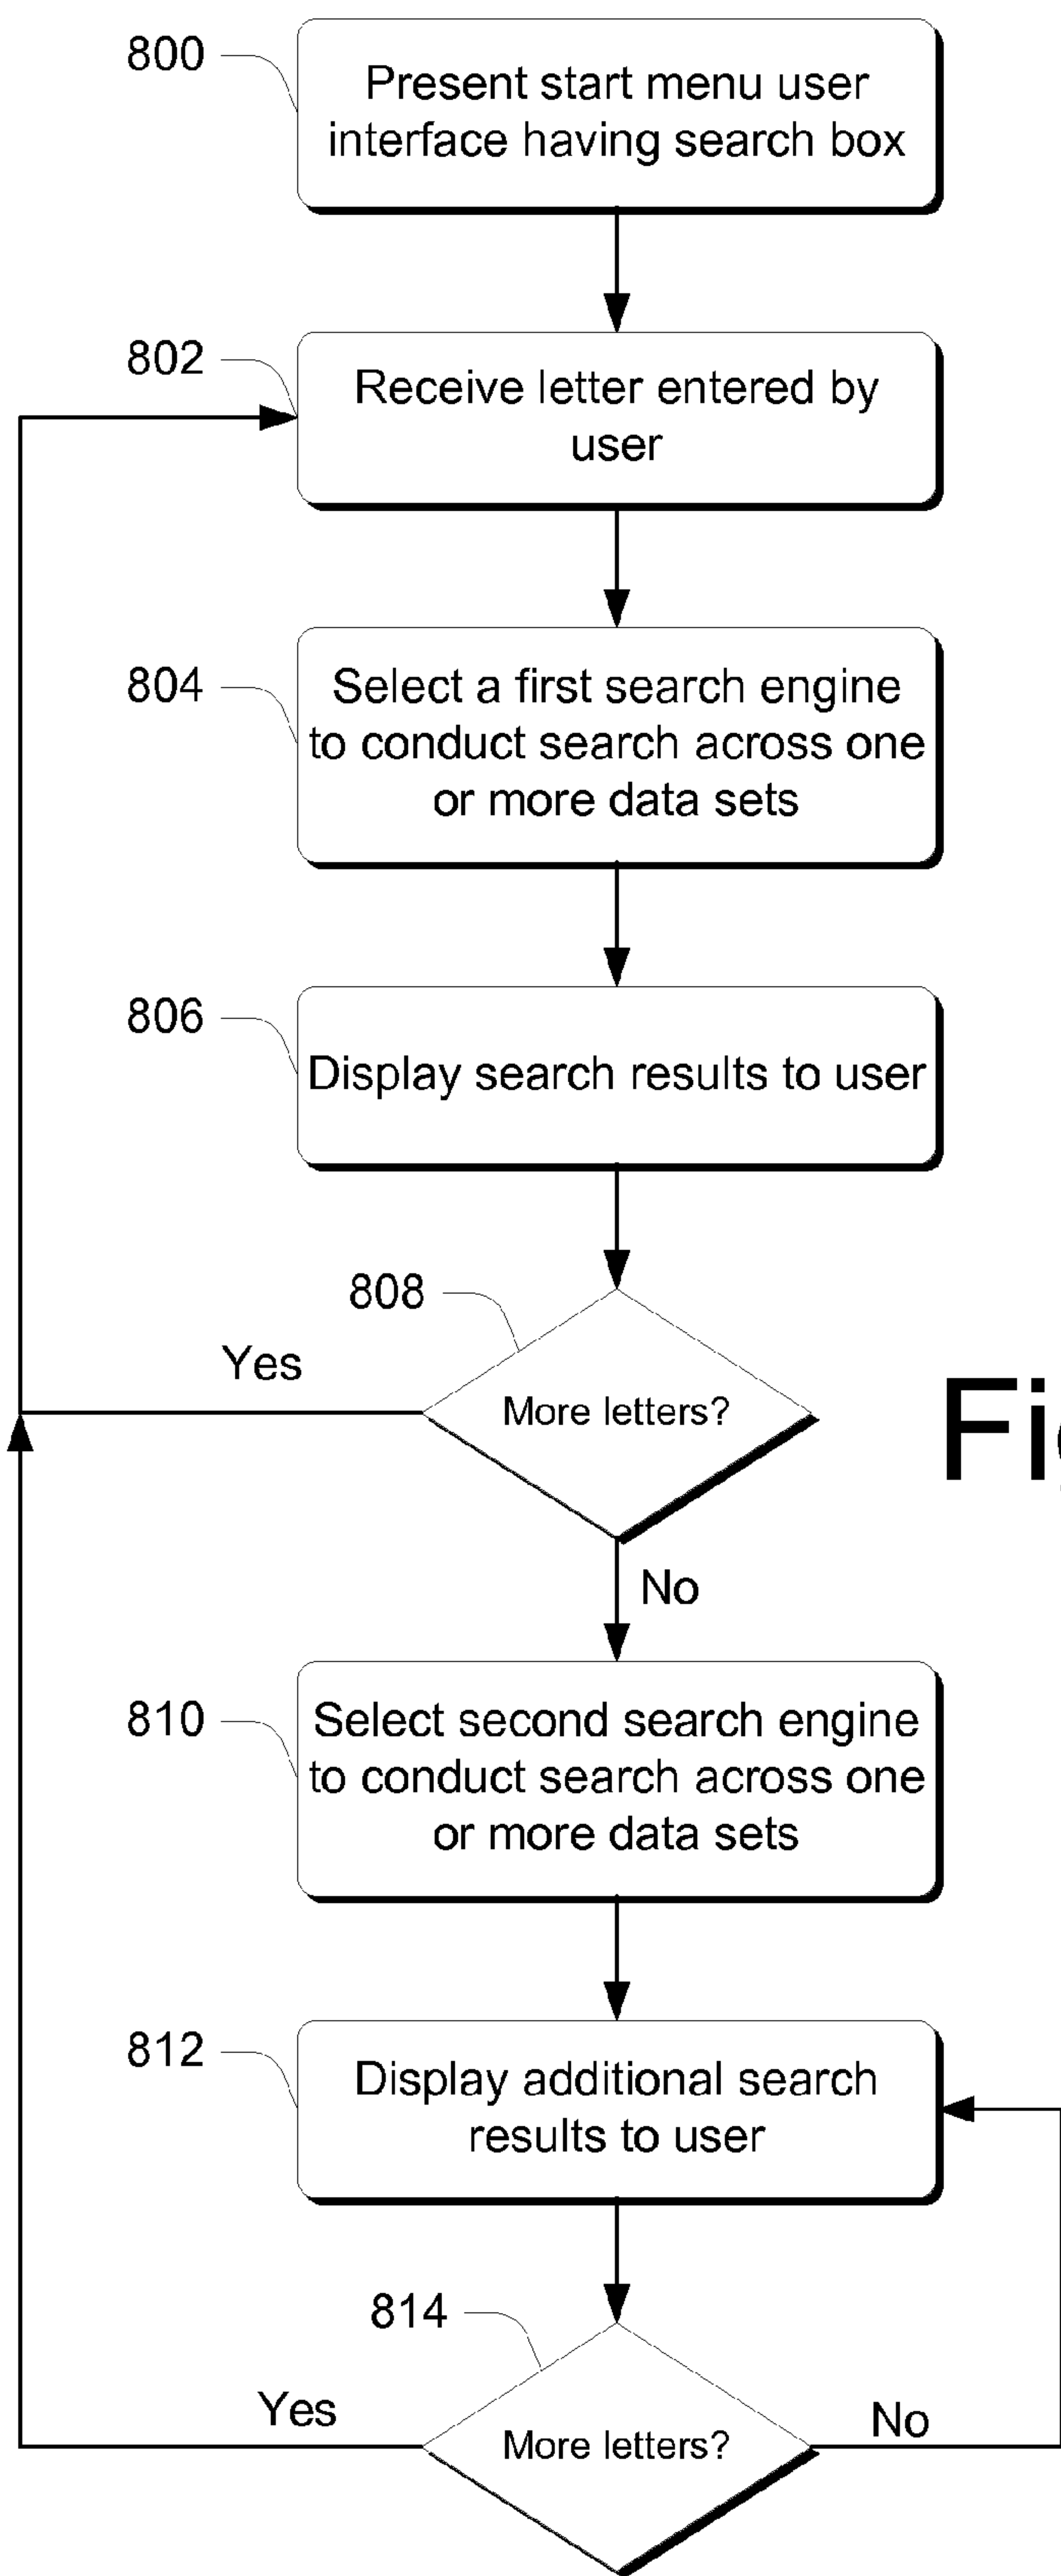 800
Present start menu user
interface having search box
802
Receive letter entered by
user
804
Select a first search engine
to conduct search across one
or more data sets
806
Display search results to user
808
More letters?
Yes
No
810
Select second search engine
to conduct search across one
or more data sets
812
Display additional search
results to user
814
More letters?
Yes
No